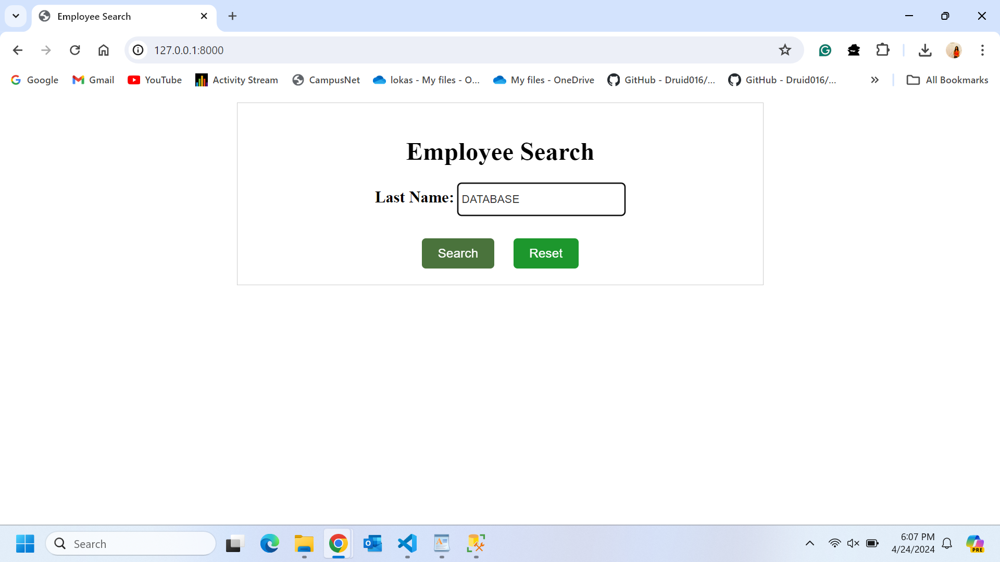 Employee Search
127.0.0.1:8000
Google Gmail YouTube Activity Stream CampusNet lokas - My files - O... My files - OneDrive GitHub - Druid016/... GitHub - Druid016/... All Bookmarks
Employee Search
Last Name: DATABASE
Search Reset
Search
6:07 PM
4/24/2024
PRE